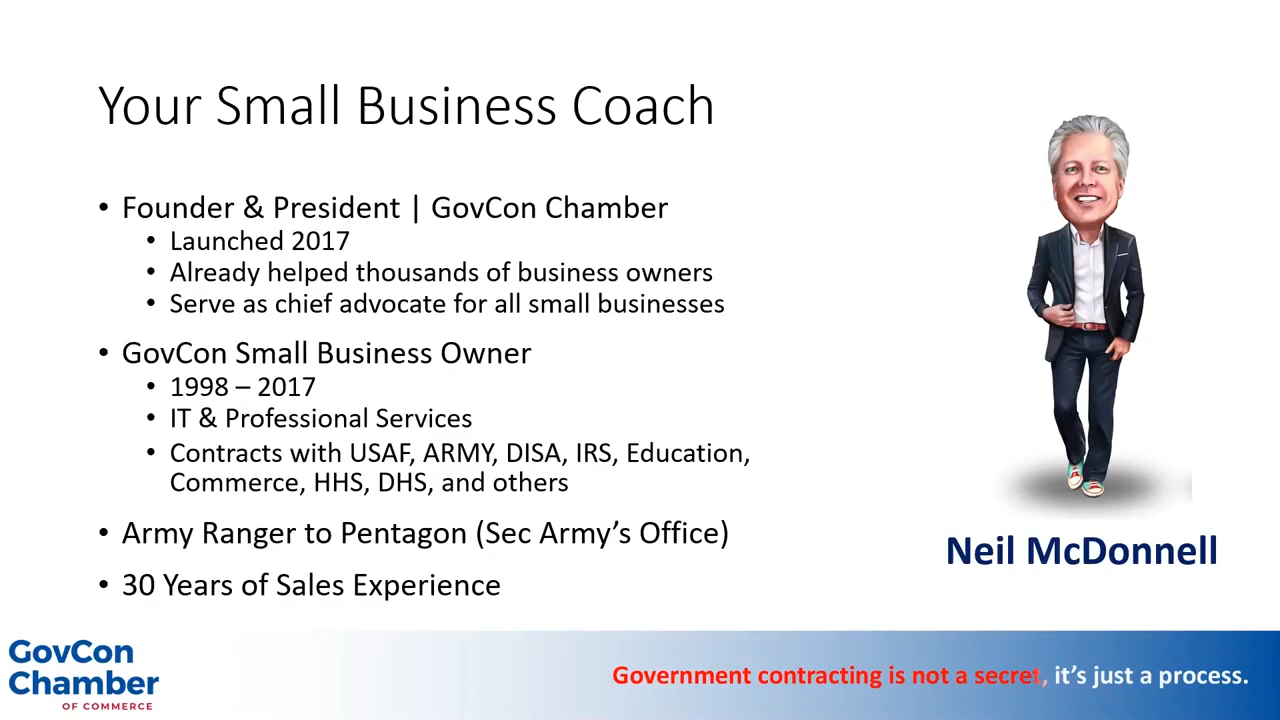 Your Small Business Coach
• Founder & President | GovCon Chamber
• Launched 2017
• Already helped thousands of business owners
• Serve as chief advocate for all small businesses
• GovCon Small Business Owner
• 1998 – 2017
• IT & Professional Services
• Contracts with USAF, ARMY, DISA, IRS, Education,
Commerce, HHS, DHS, and others
• Army Ranger to Pentagon (Sec Army’s Office)
• 30 Years of Sales Experience
Neil McDonnell
GovCon
Chamber
OF COMMERCE
Government contracting is not a secret, it’s just a process.